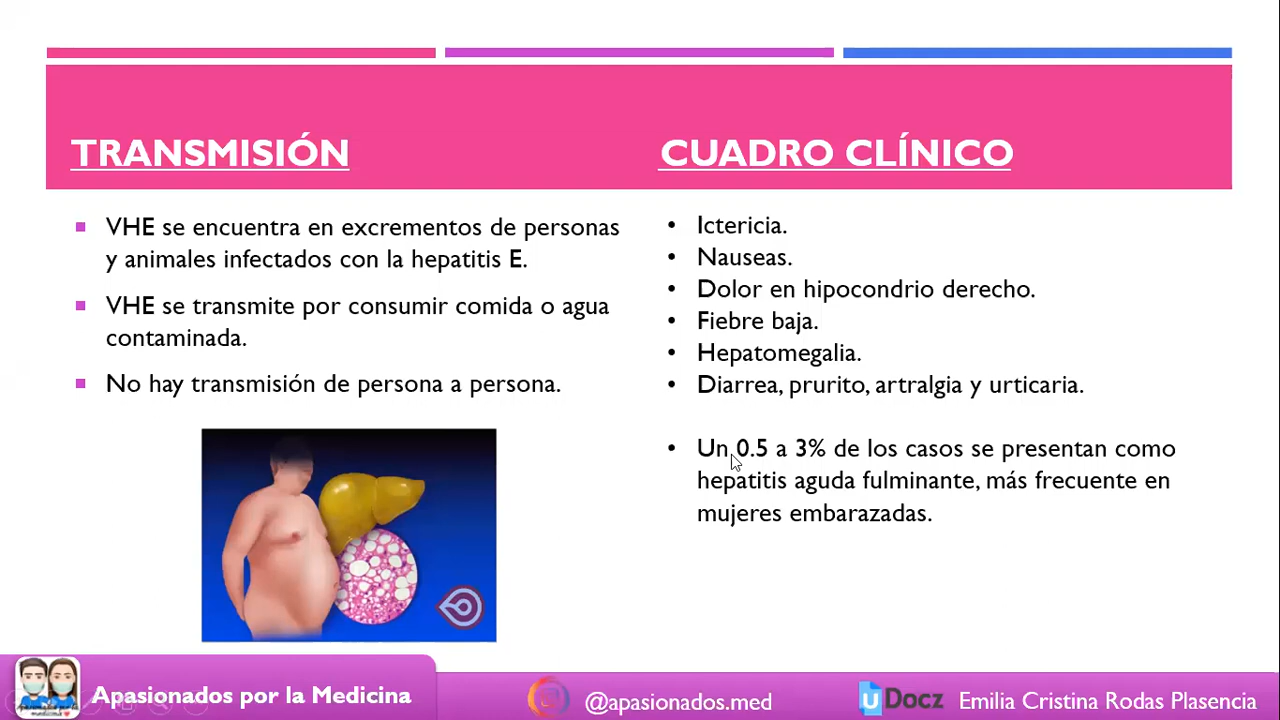 TRANSMISIÓN
VHE se encuentra en excrementos de personas
y animales infectados con la hepatitis E.
VHE se transmite por consumir comida o agua
contaminada.
No hay transmisión de persona a persona.
CUADRO CLÍNICO
Ictericia.
Nauseas.
Dolor en hipocondrio derecho.
Fiebre baja.
Hepatomegalia.
Diarrea, prurito, artralgia y urticaria.
Un 0.5 a 3% de los casos se presentan como
hepatitis aguda fulminante, más frecuente en
mujeres embarazadas.
Apasionados por la Medicina
@apasionados.med
uDocz
Emilia Cristina Rodas Plasencia